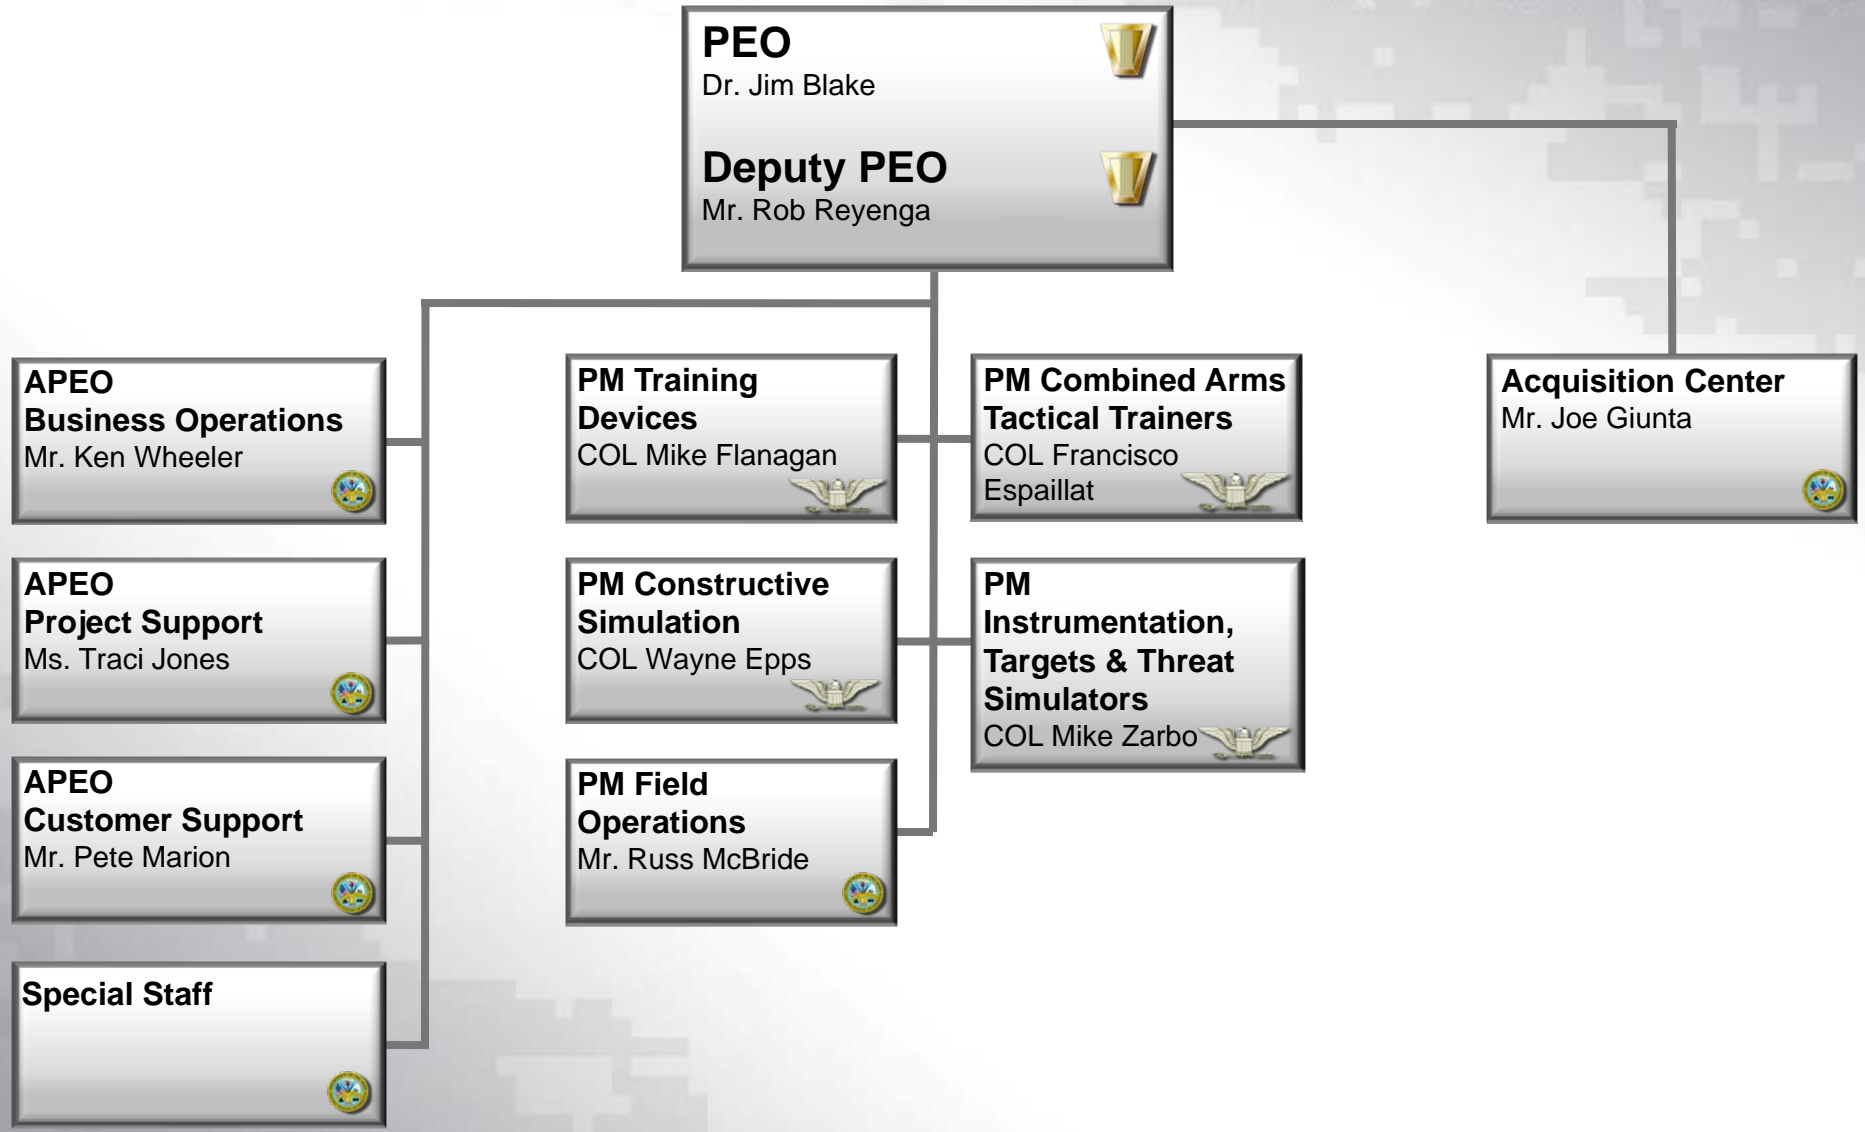 PEO
Dr. Jim Blake
Deputy PEO
Mr. Rob Reyenga
APEO
Business Operations
Mr. Ken Wheeler
APEO
Project Support
Ms. Traci Jones
APEO
Customer Support
Mr. Pete Marion
Special Staff
PM Training
Devices
COL Mike Flanagan
PM Constructive
Simulation
COL Wayne Epps
PM Field
Operations
Mr. Russ McBride
PM Combined Arms
Tactical Trainers
COL Francisco
Espaillat
PM
Instrumentation,
Targets & Threat
Simulators
COL Mike Zarbo
Acquisition Center
Mr. Joe Giunta